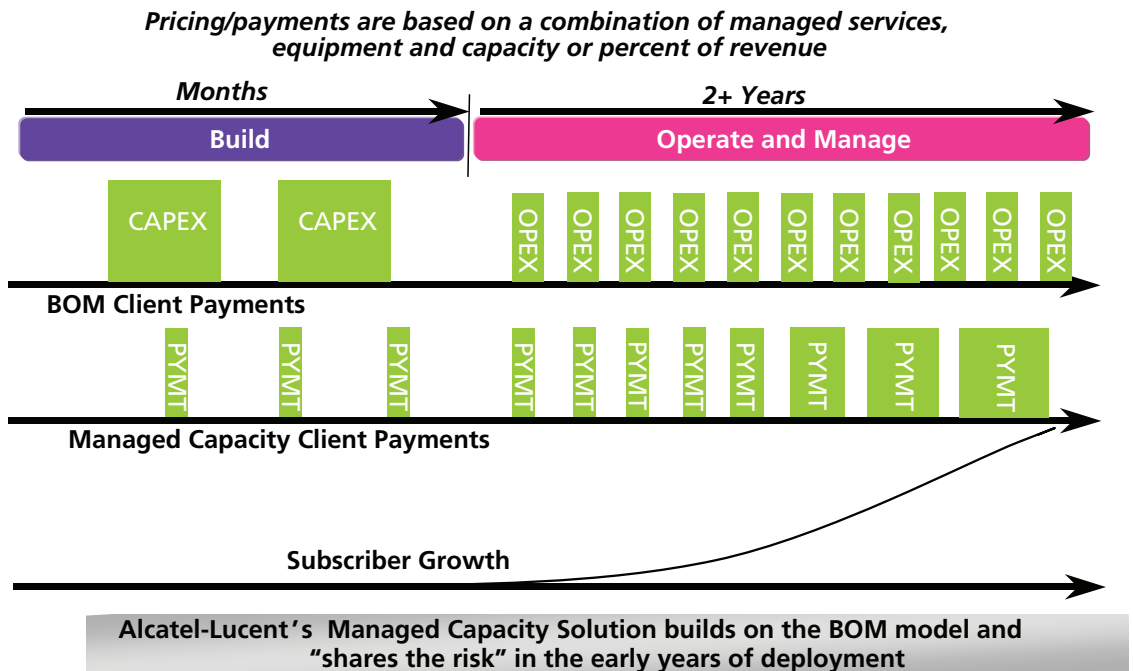 Pricing/payments are based on a combination of managed services,
equipment and capacity or percent of revenue
Months
2+ Years
Build
Operate and Manage
CAPEX
CAPEX
OPEX
OPEX
OPEX
OPEX
OPEX
OPEX
OPEX
OPEX
OPEX
OPEX
OPEX
BOM Client Payments
PYMT
PYMT
PYMT
PYMT
PYMT
PYMT
PYMT
PYMT
PYMT
PYMT
PYMT
Managed Capacity Client Payments
Subscriber Growth
Alcatel-Lucent’s Managed Capacity Solution builds on the BOM model and
“shares the risk” in the early years of deployment